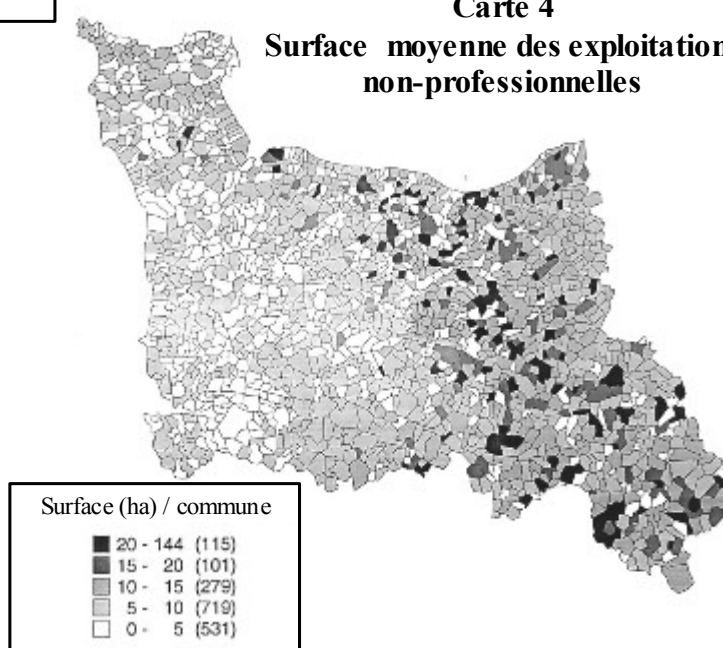 Carte 4
Surface moyenne des exploitation
non-professionnelles
Surface (ha) / commune
20 - 144 (115)
15 - 20 (101)
10 - 15 (279)
5 - 10 (719)
0 - 5 (531)